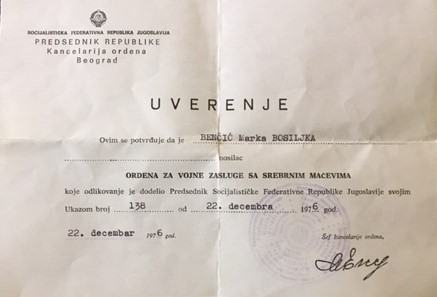 SOCIJALISTIČKA FEDERATIVNA REPUBLIKA JUGOSLAVIJA
PREDSEDNIK REPUBLIKE
Kancelarija ordena
Beograd
UVERENJE
Ovim se potvrđuje da je BENČIĆ Marka BOSILJKA
nosilac
ORDENA ZA VOJNE ZASLUGE SA SREBRNIM MAČEVIMA
koje odlikovanje je dodelio Predsednik Socijalističke Federativne Republike Jugoslavije svojim
Ukazom broj 138 od 22. decembra 1976 god.
22. decembar 1976 god.
Šef kancelarije ordena,